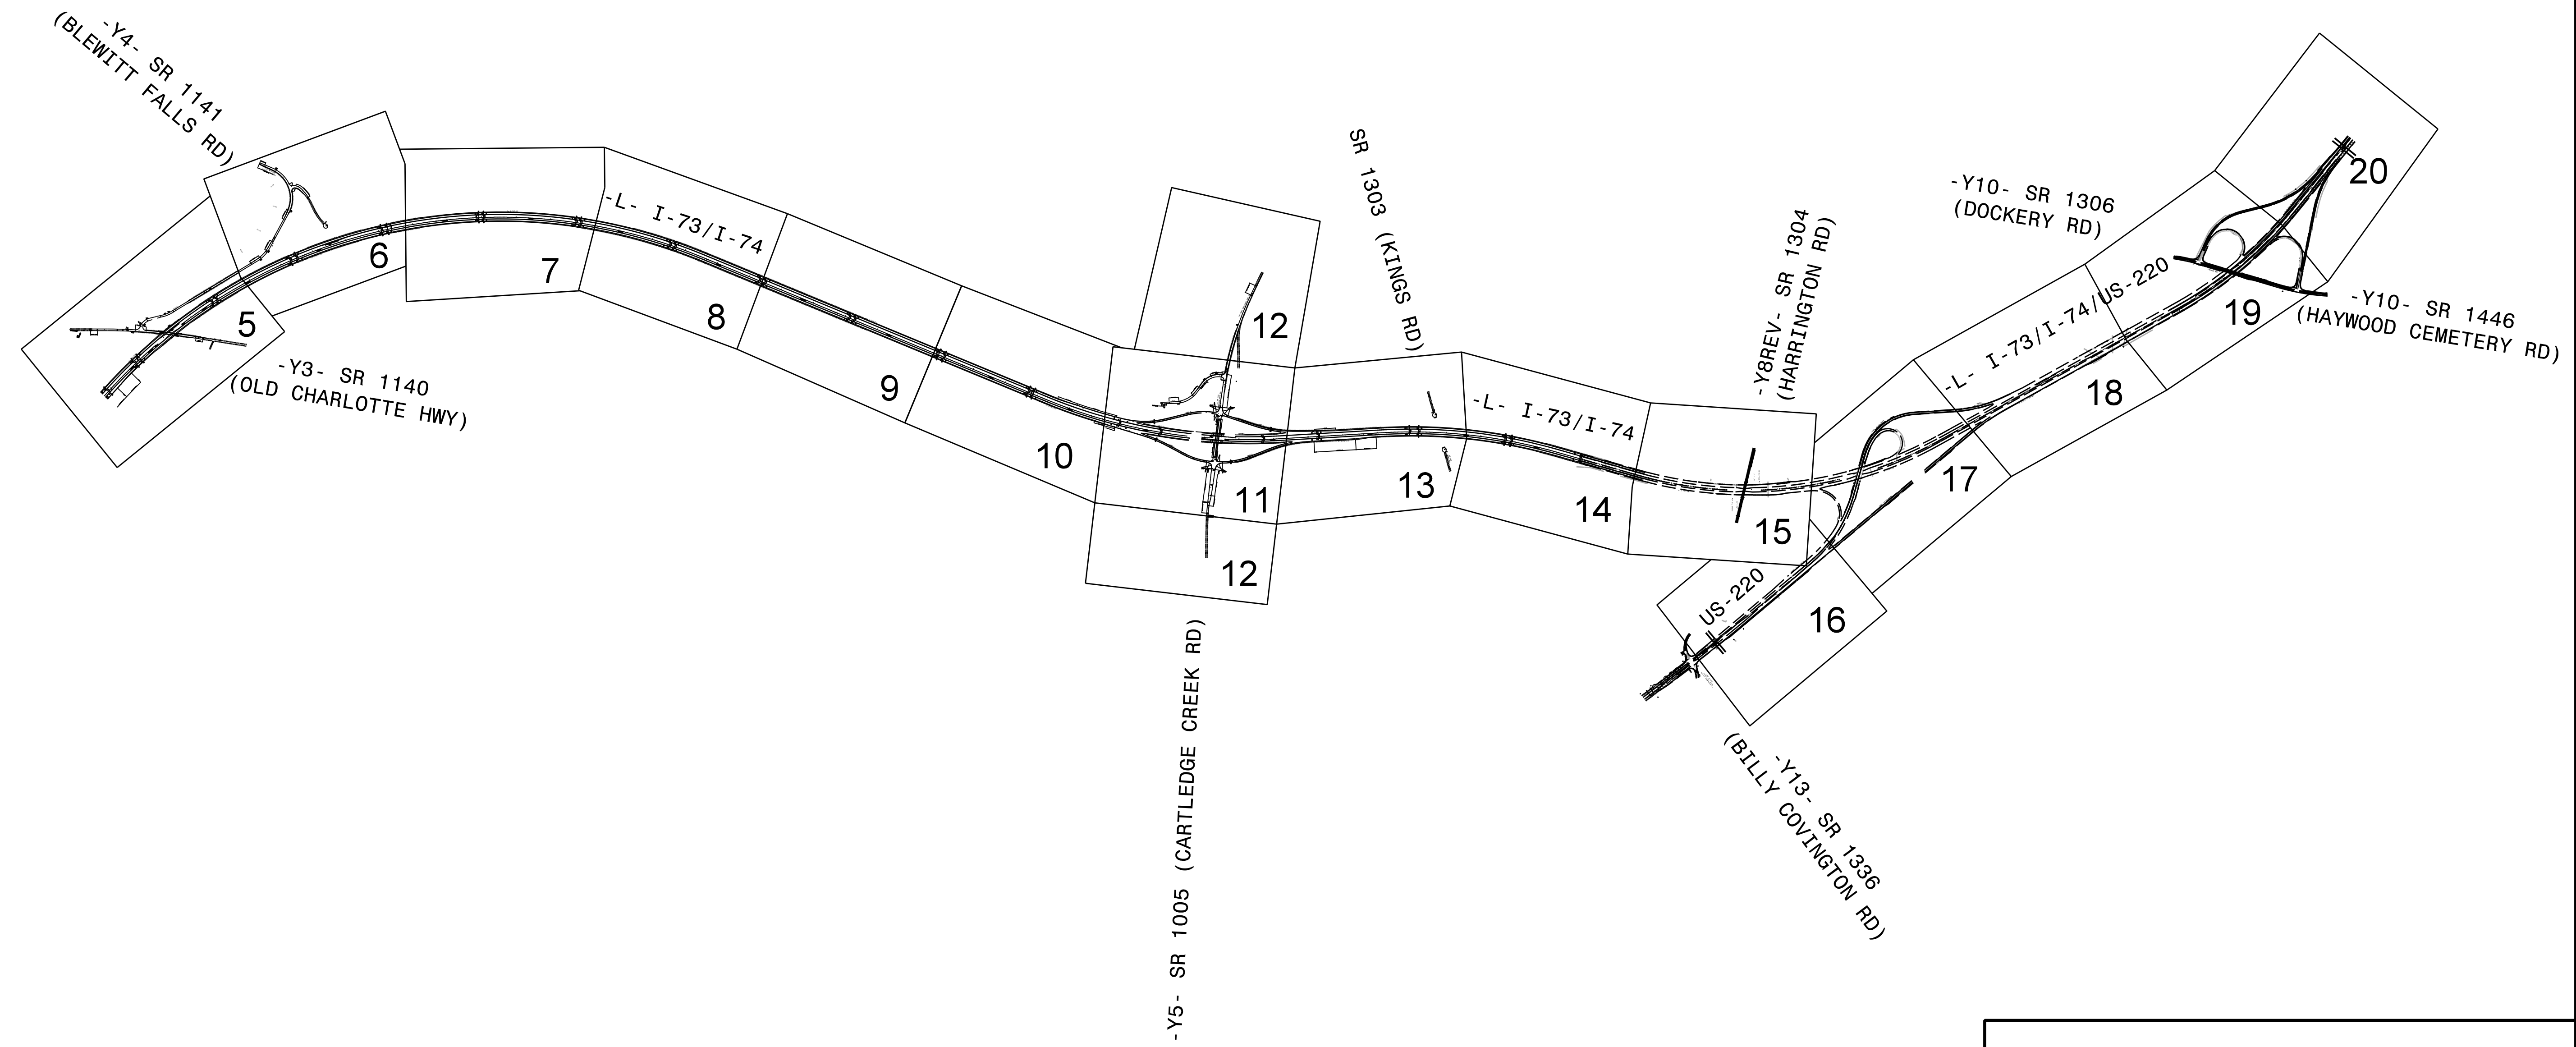 -Y4- SR 1141
(BLEWITT FALLS RD)
5
6
-Y3- SR 1140
(OLD CHARLOTTE HWY)
7
-L- I-73/I-74
8
9
10
12
11
12
-Y5- SR 1005 (CARTLEDGE CREEK RD)
SR 1303 (KINGS RD)
13
-L- I-73/I-74
14
-Y8REV- SR 1304
(HARRINGTON RD)
15
US-220
16
-Y13- SR 1336
(BILLY COVINGTON RD)
17
-L- I-73/I-74/US-220
18
-Y10- SR 1306
(DOCKERY RD)
19
20
-Y10- SR 1446
(HAYWOOD CEMETERY RD)